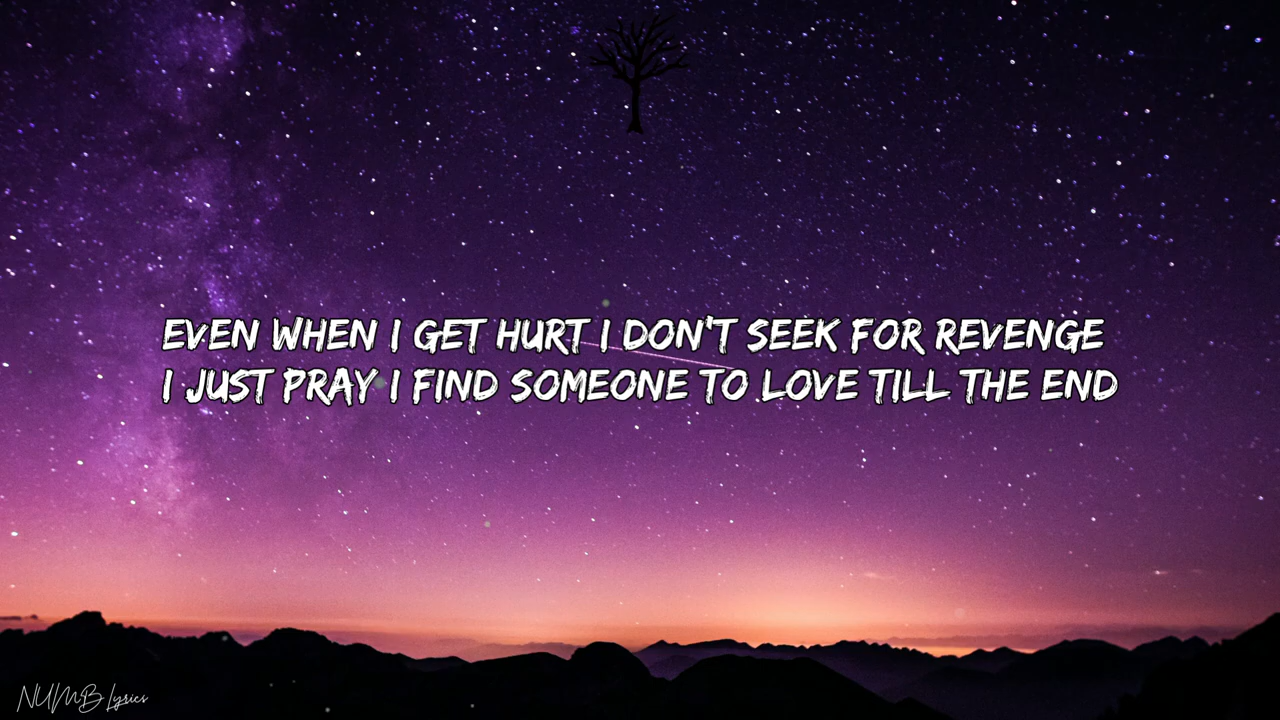 EVEN WHEN I GET HURT I DON'T SEEK FOR REVENGE
I JUST PRAY I FIND SOMEONE TO LOVE TILL THE END
NUMB Lyrics